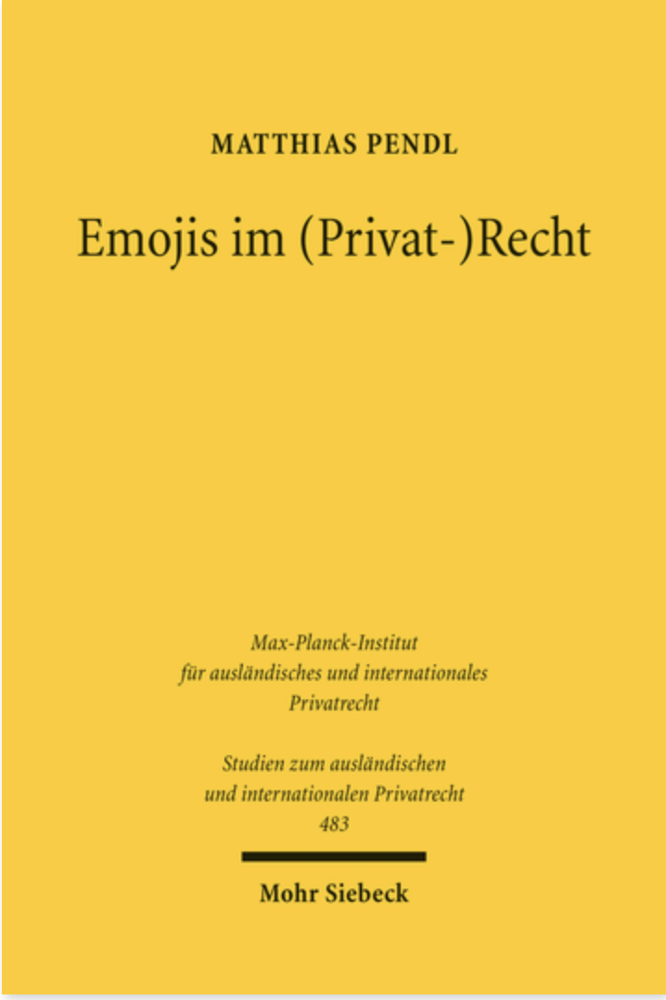 MATTHIAS PENDL
Emojis im (Privat-)Recht
Max-Planck-Institut
für ausländisches und internationales
Privatrecht
Studien zum ausländischen
und internationalen Privatrecht
483
Mohr Siebeck